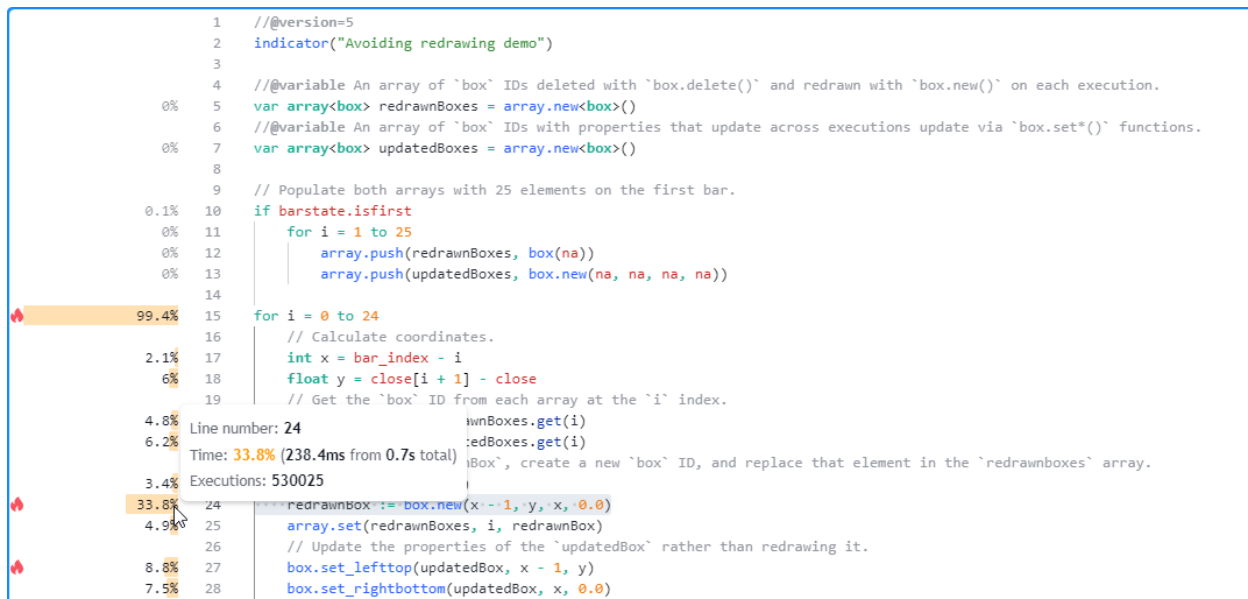 1 //@version=5
2 indicator("Avoiding redrawing demo")
3
4 //@variable An array of `box` IDs deleted with `box.delete()` and redrawn with `box.new()` on each execution.
0% 5 var array<box> redrawnBoxes = array.new<box>()
6 //@variable An array of `box` IDs with properties that update across executions update via `box.set*()` functions.
0% 7 var array<box> updatedBoxes = array.new<box>()
8
9 // Populate both arrays with 25 elements on the first bar.
0.1% 10 if barstate.isfirst
0% 11 for i = 1 to 25
0% 12 array.push(redrawnBoxes, box(na))
0% 13 array.push(updatedBoxes, box.new(na, na, na, na))
14
99.4% 15 for i = 0 to 24
16 // Calculate coordinates.
2.1% 17 int x = bar_index - i
6% 18 float y = close[i + 1] - close
19 // Get the `box` ID from each array at the `i` index.
4.8% awnBoxes.get(i)
6.2% tedBoxes.get(i)
Line number: 24
Time: 33.8% (238.4ms from 0.7s total)
Executions: 530025
nBox`, create a new `box` ID, and replace that element in the `redrawnboxes` array.
3.4% )
33.8% 24 redrawnBox := box.new(x - 1, y, x, 0.0)
4.9% 25 array.set(redrawnBoxes, i, redrawnBox)
26 // Update the properties of the `updatedBox` rather than redrawing it.
8.8% 27 box.set_lefttop(updatedBox, x - 1, y)
7.5% 28 box.set_rightbottom(updatedBox, x, 0.0)